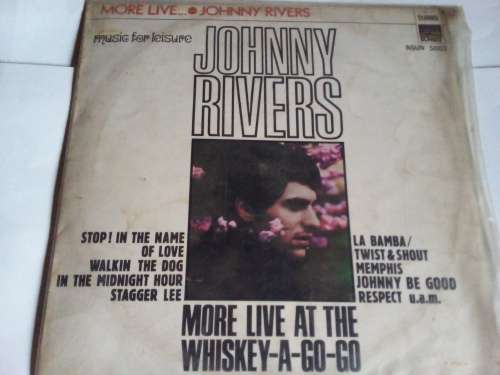 MORE LIVE... JOHNNY RIVERS
music for leisure
JOHNNY
RIVERS
STOP! IN THE NAME
OF LOVE
WALKIN THE DOG
IN THE MIDNIGHT HOUR
STAGGER LEE
LA BAMBA/
TWIST & SHOUT
MEMPHIS
JOHNNY BE GOOD
RESPECT u.a.m.
MORE LIVE AT THE
WHISKEY-A-GO-GO